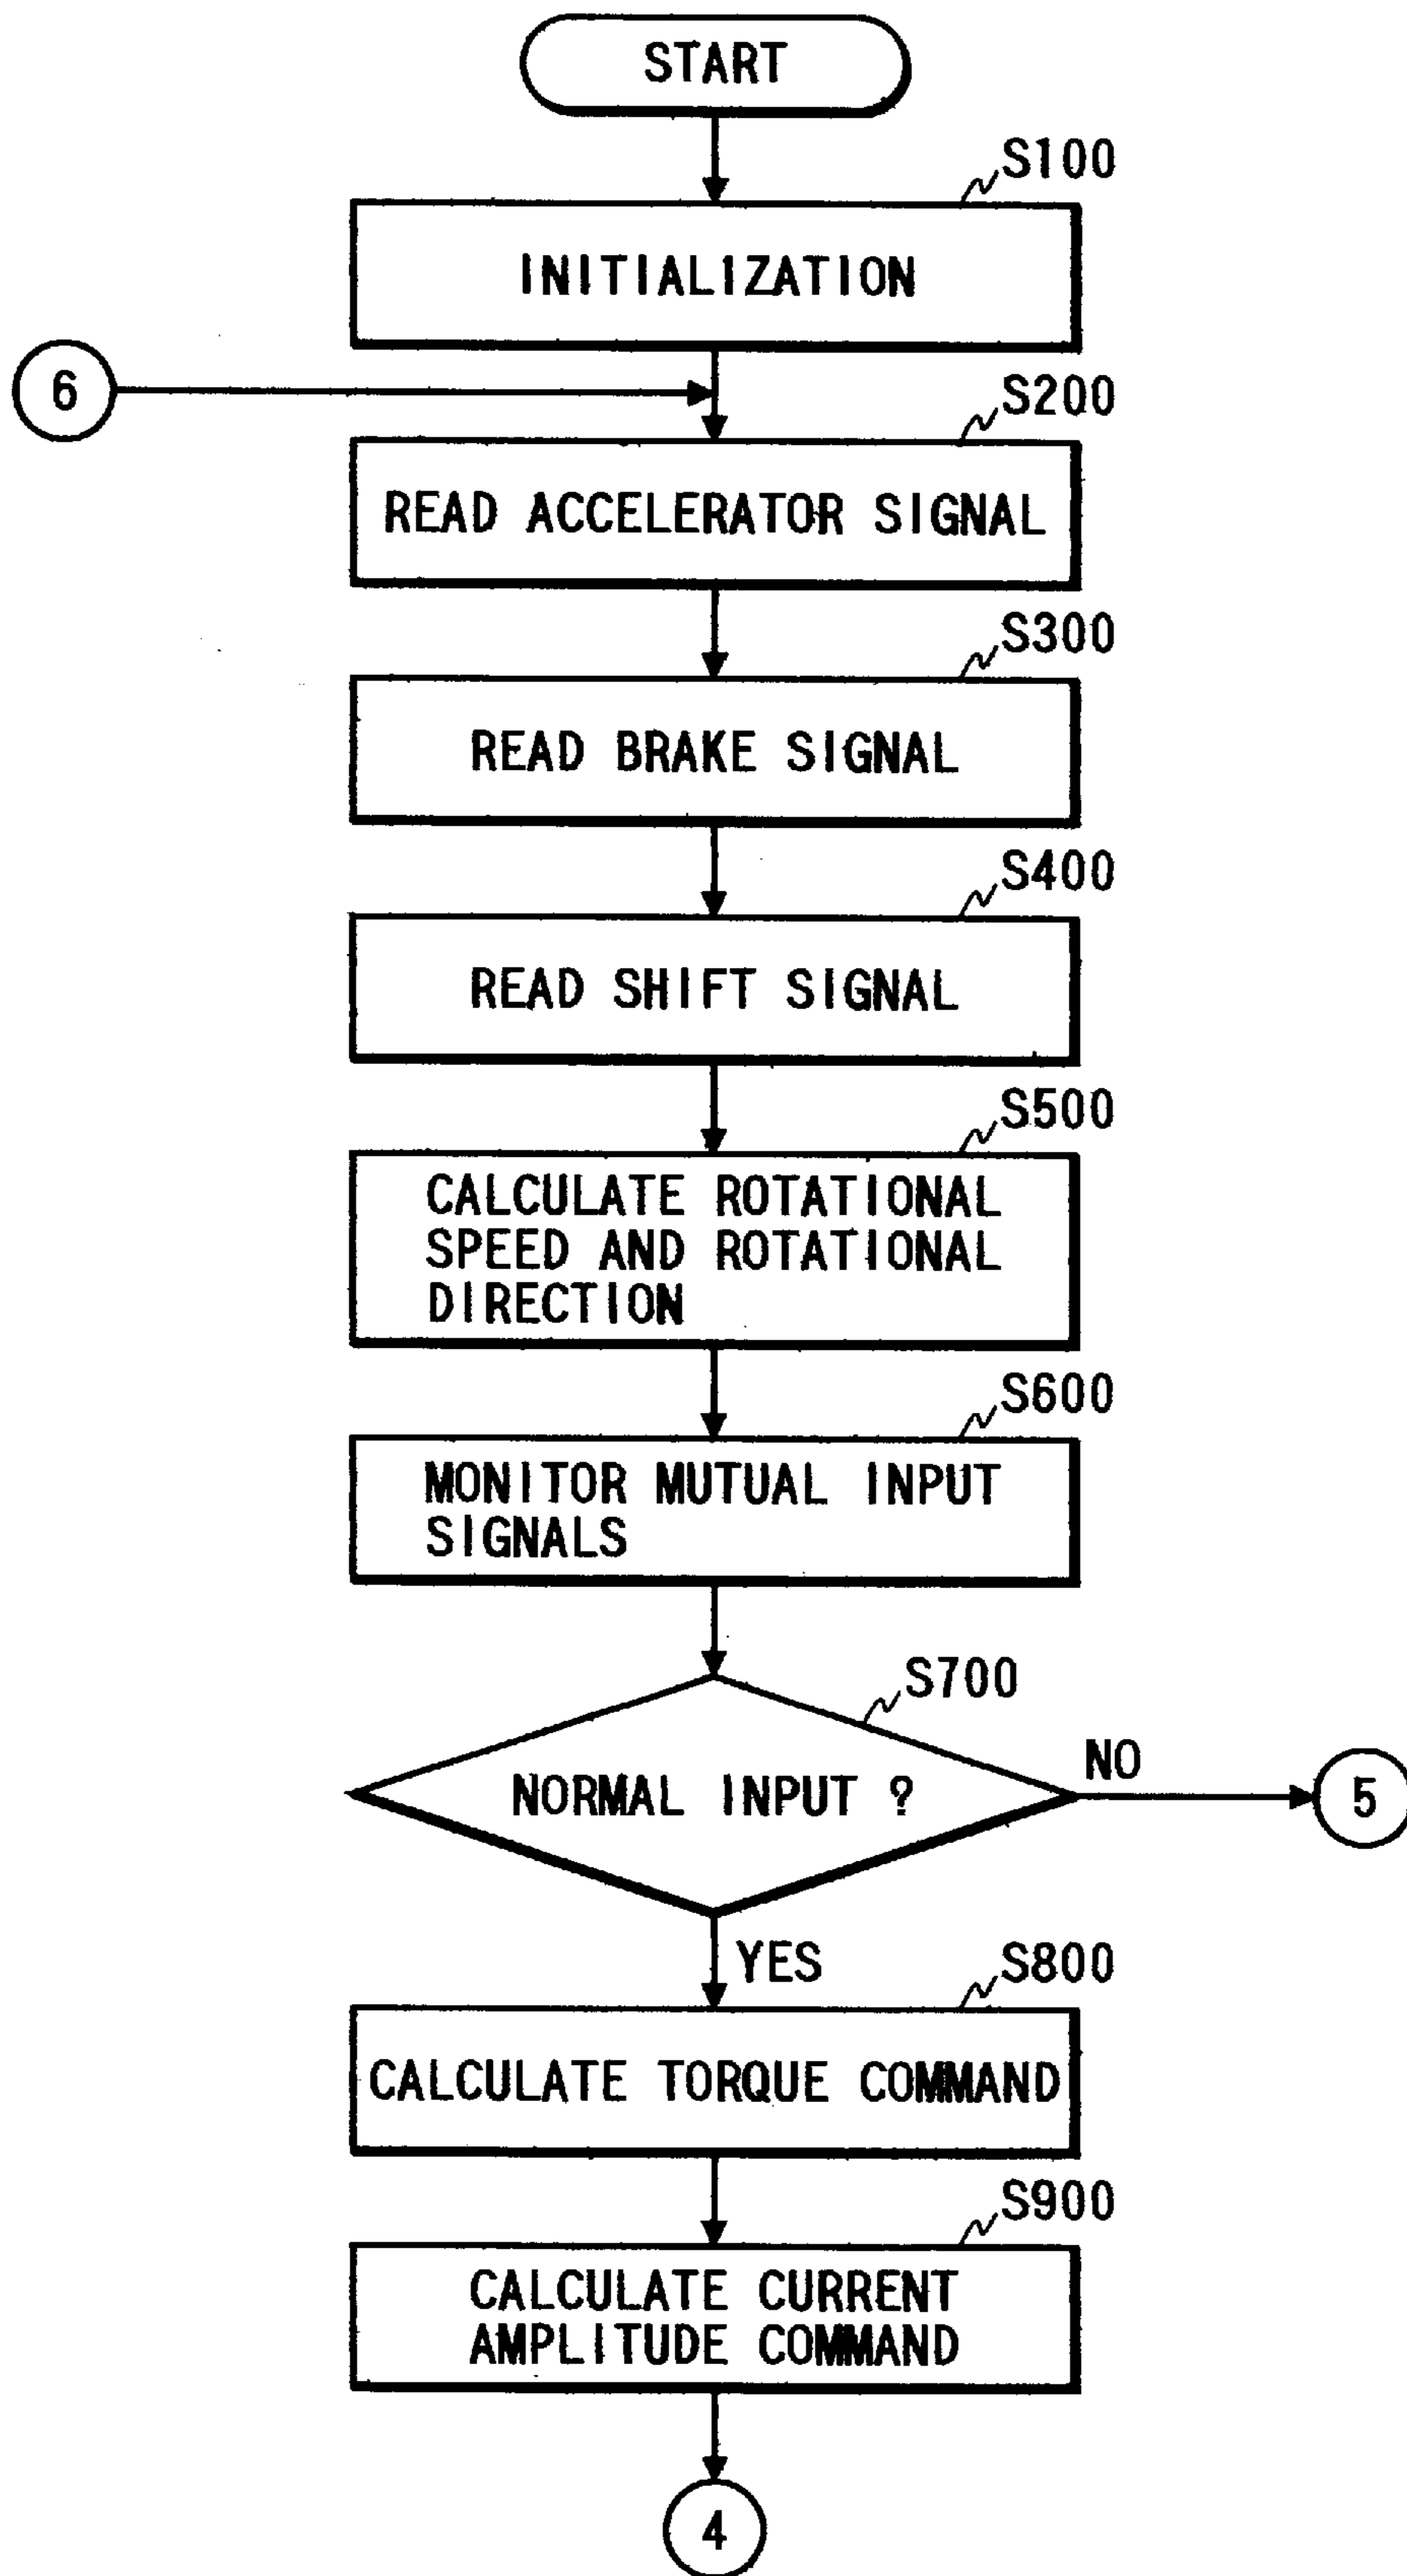 START
S100
INITIALIZATION
6
S200
READ ACCELERATOR SIGNAL
S300
READ BRAKE SIGNAL
S400
READ SHIFT SIGNAL
S500
CALCULATE ROTATIONAL
SPEED AND ROTATIONAL
DIRECTION
S600
MONITOR MUTUAL INPUT
SIGNALS
S700
NORMAL INPUT ?
NO
5
YES
S800
CALCULATE TORQUE COMMAND
S900
CALCULATE CURRENT
AMPLITUDE COMMAND
4